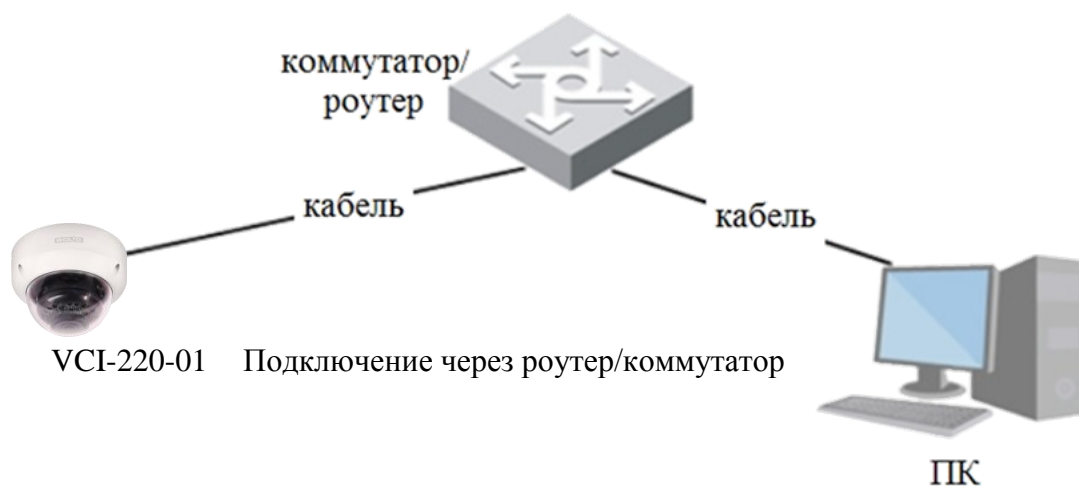 коммутатор/
роутер
кабель
кабель
VCI-220-01 Подключение через роутер/коммутатор
ПК